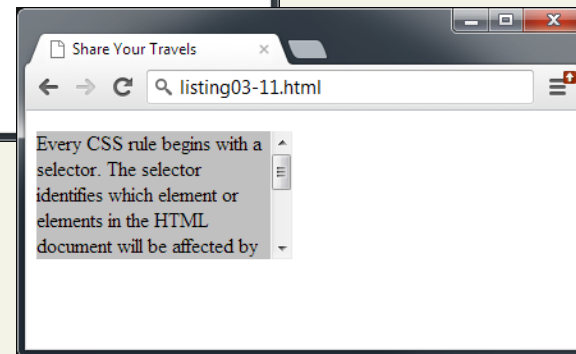 Share Your Travels
listing03-11.html
Every CSS rule begins with a
selector. The selector
identifies which element or
elements in the HTML
document will be affected by